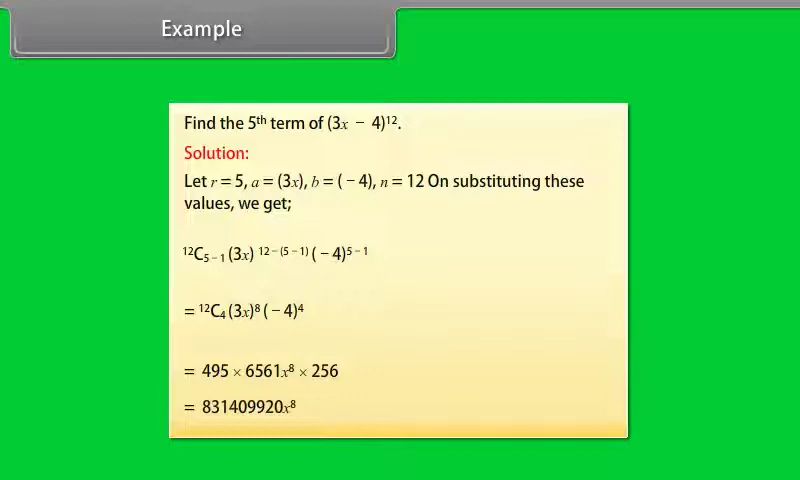 Example
Find the 5ᵗʰ term of (3x − 4)¹².
Solution:
Let r = 5, a = (3x), b = ( − 4), n = 12 On substituting these
values, we get;
¹²C₅₋₁ (3x) ¹²⁻⁽⁵⁻¹⁾ ( − 4)⁵⁻¹
= ¹²C₄ (3x)⁸ ( − 4)⁴
= 495 × 6561x⁸ × 256
= 831409920x⁸